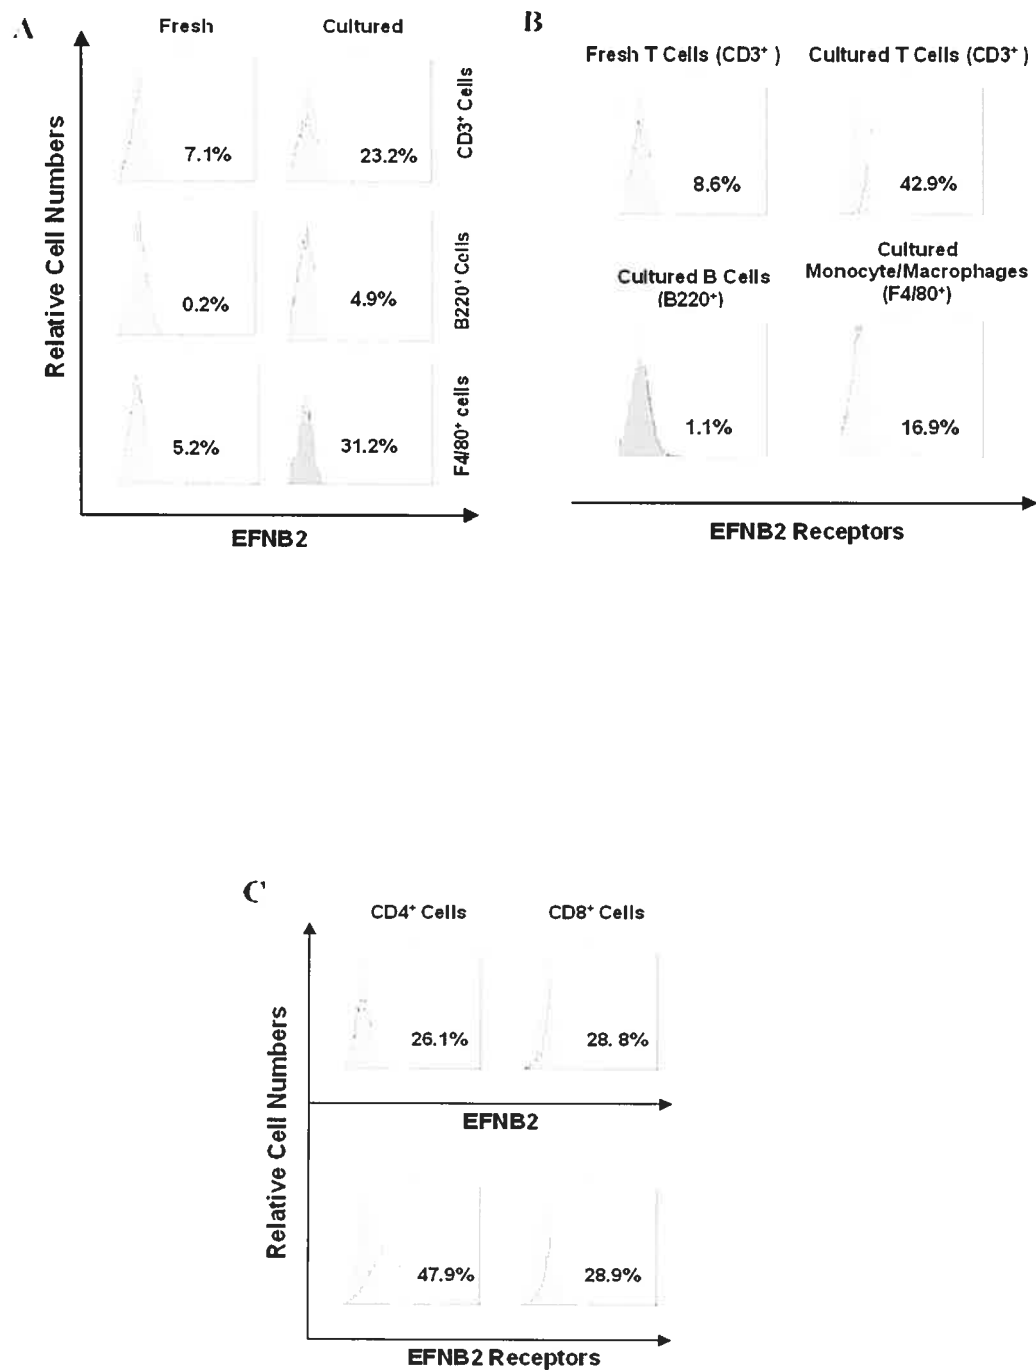 A
Fresh
Cultured
Relative Cell Numbers
7.1%
23.2%
CD3⁺ Cells
0.2%
4.9%
B220⁺ Cells
5.2%
31.2%
F4/80⁺ cells
EFNB2
B
Fresh T Cells (CD3⁺ )
Cultured T Cells (CD3⁺ )
8.6%
42.9%
Cultured B Cells
(B220⁺)
Cultured
Monocyte/Macrophages
(F4/80⁺)
1.1%
16.9%
EFNB2 Receptors
C
CD4⁺ Cells
CD8⁺ Cells
Relative Cell Numbers
26.1%
28. 8%
EFNB2
47.9%
28.9%
EFNB2 Receptors